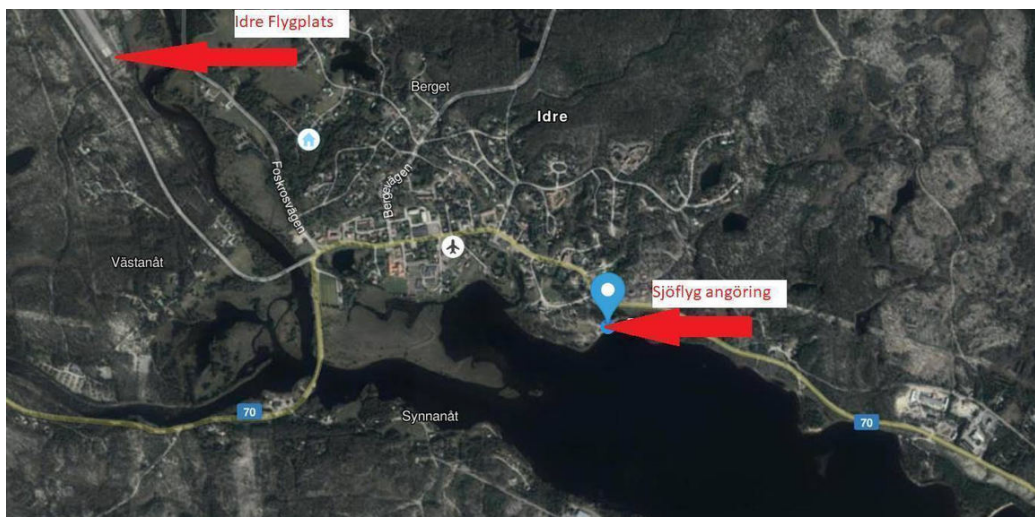 Idre Flygplats
Berget
Idre
Foskrosvägen
Bergevägen
Västanåt
Sjöflyg angöring
70
Synnanåt
70